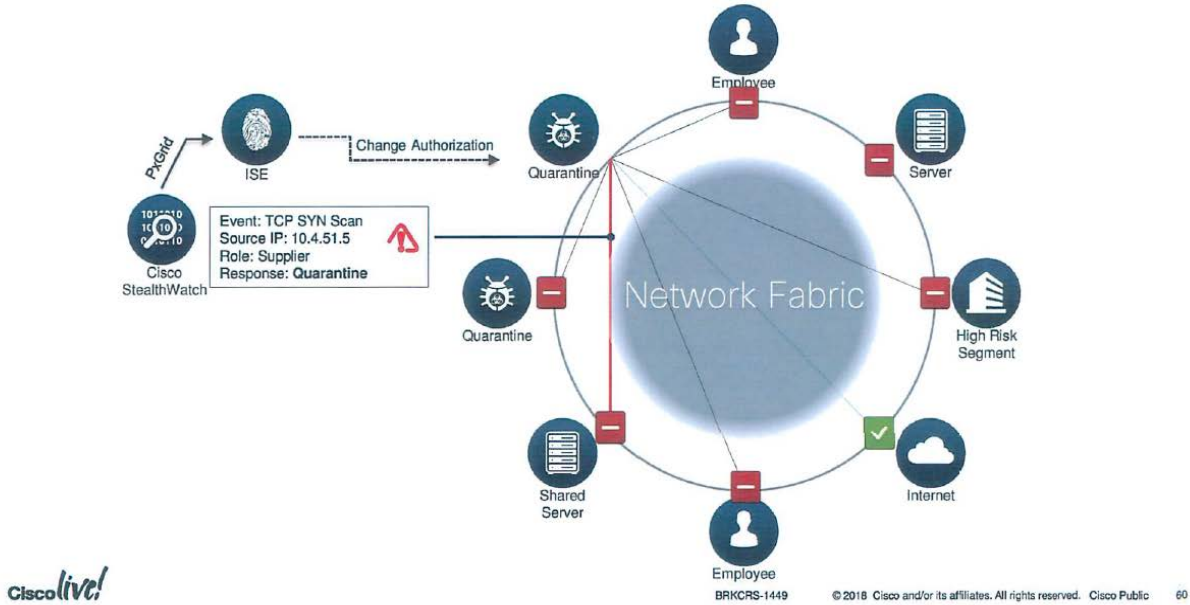 Employee
PxGrid
ISE
Change Authorization
Quarantine
Server
1011010
Cisco
StealthWatch
Event: TCP SYN Scan
Source IP: 10.4.51.5
Role: Supplier
Response: Quarantine
Quarantine
Network Fabric
High Risk
Segment
Shared
Server
Internet
Employee
Cisco live!
BRKCRS-1449
© 2018 Cisco and/or its affiliates. All rights reserved. Cisco Public
60